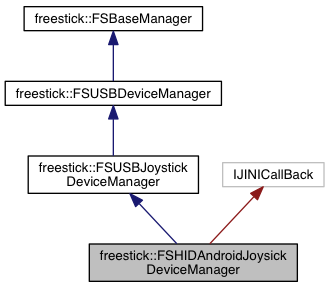 freestick::FSBaseManager
freestick::FSUSBDeviceManager
freestick::FSUSBJoystick
DeviceManager
IJINICallBack
freestick::FSHIDAndroidJoysick
DeviceManager